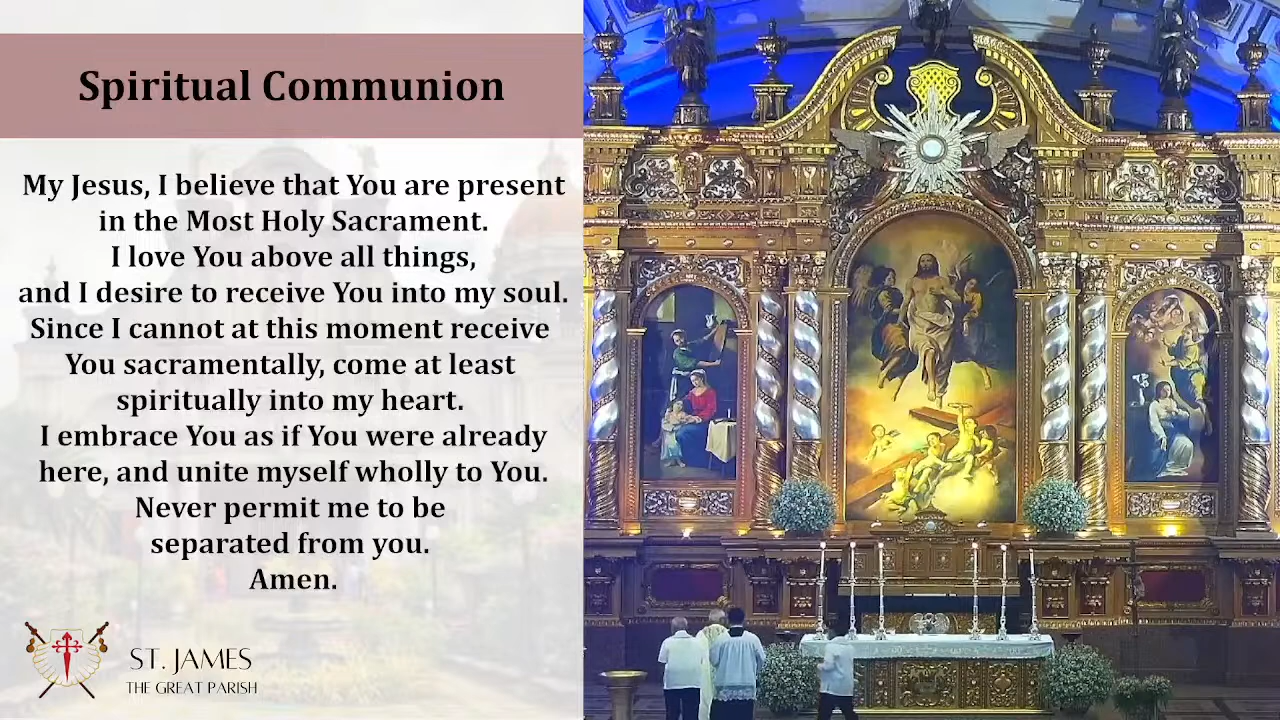 Spiritual Communion
My Jesus, I believe that You are present
in the Most Holy Sacrament.
I love You above all things,
and I desire to receive You into my soul.
Since I cannot at this moment receive
You sacramentally, come at least
spiritually into my heart.
I embrace You as if You were already
here, and unite myself wholly to You.
Never permit me to be
separated from you.
Amen.
ST. JAMES
THE GREAT PARISH